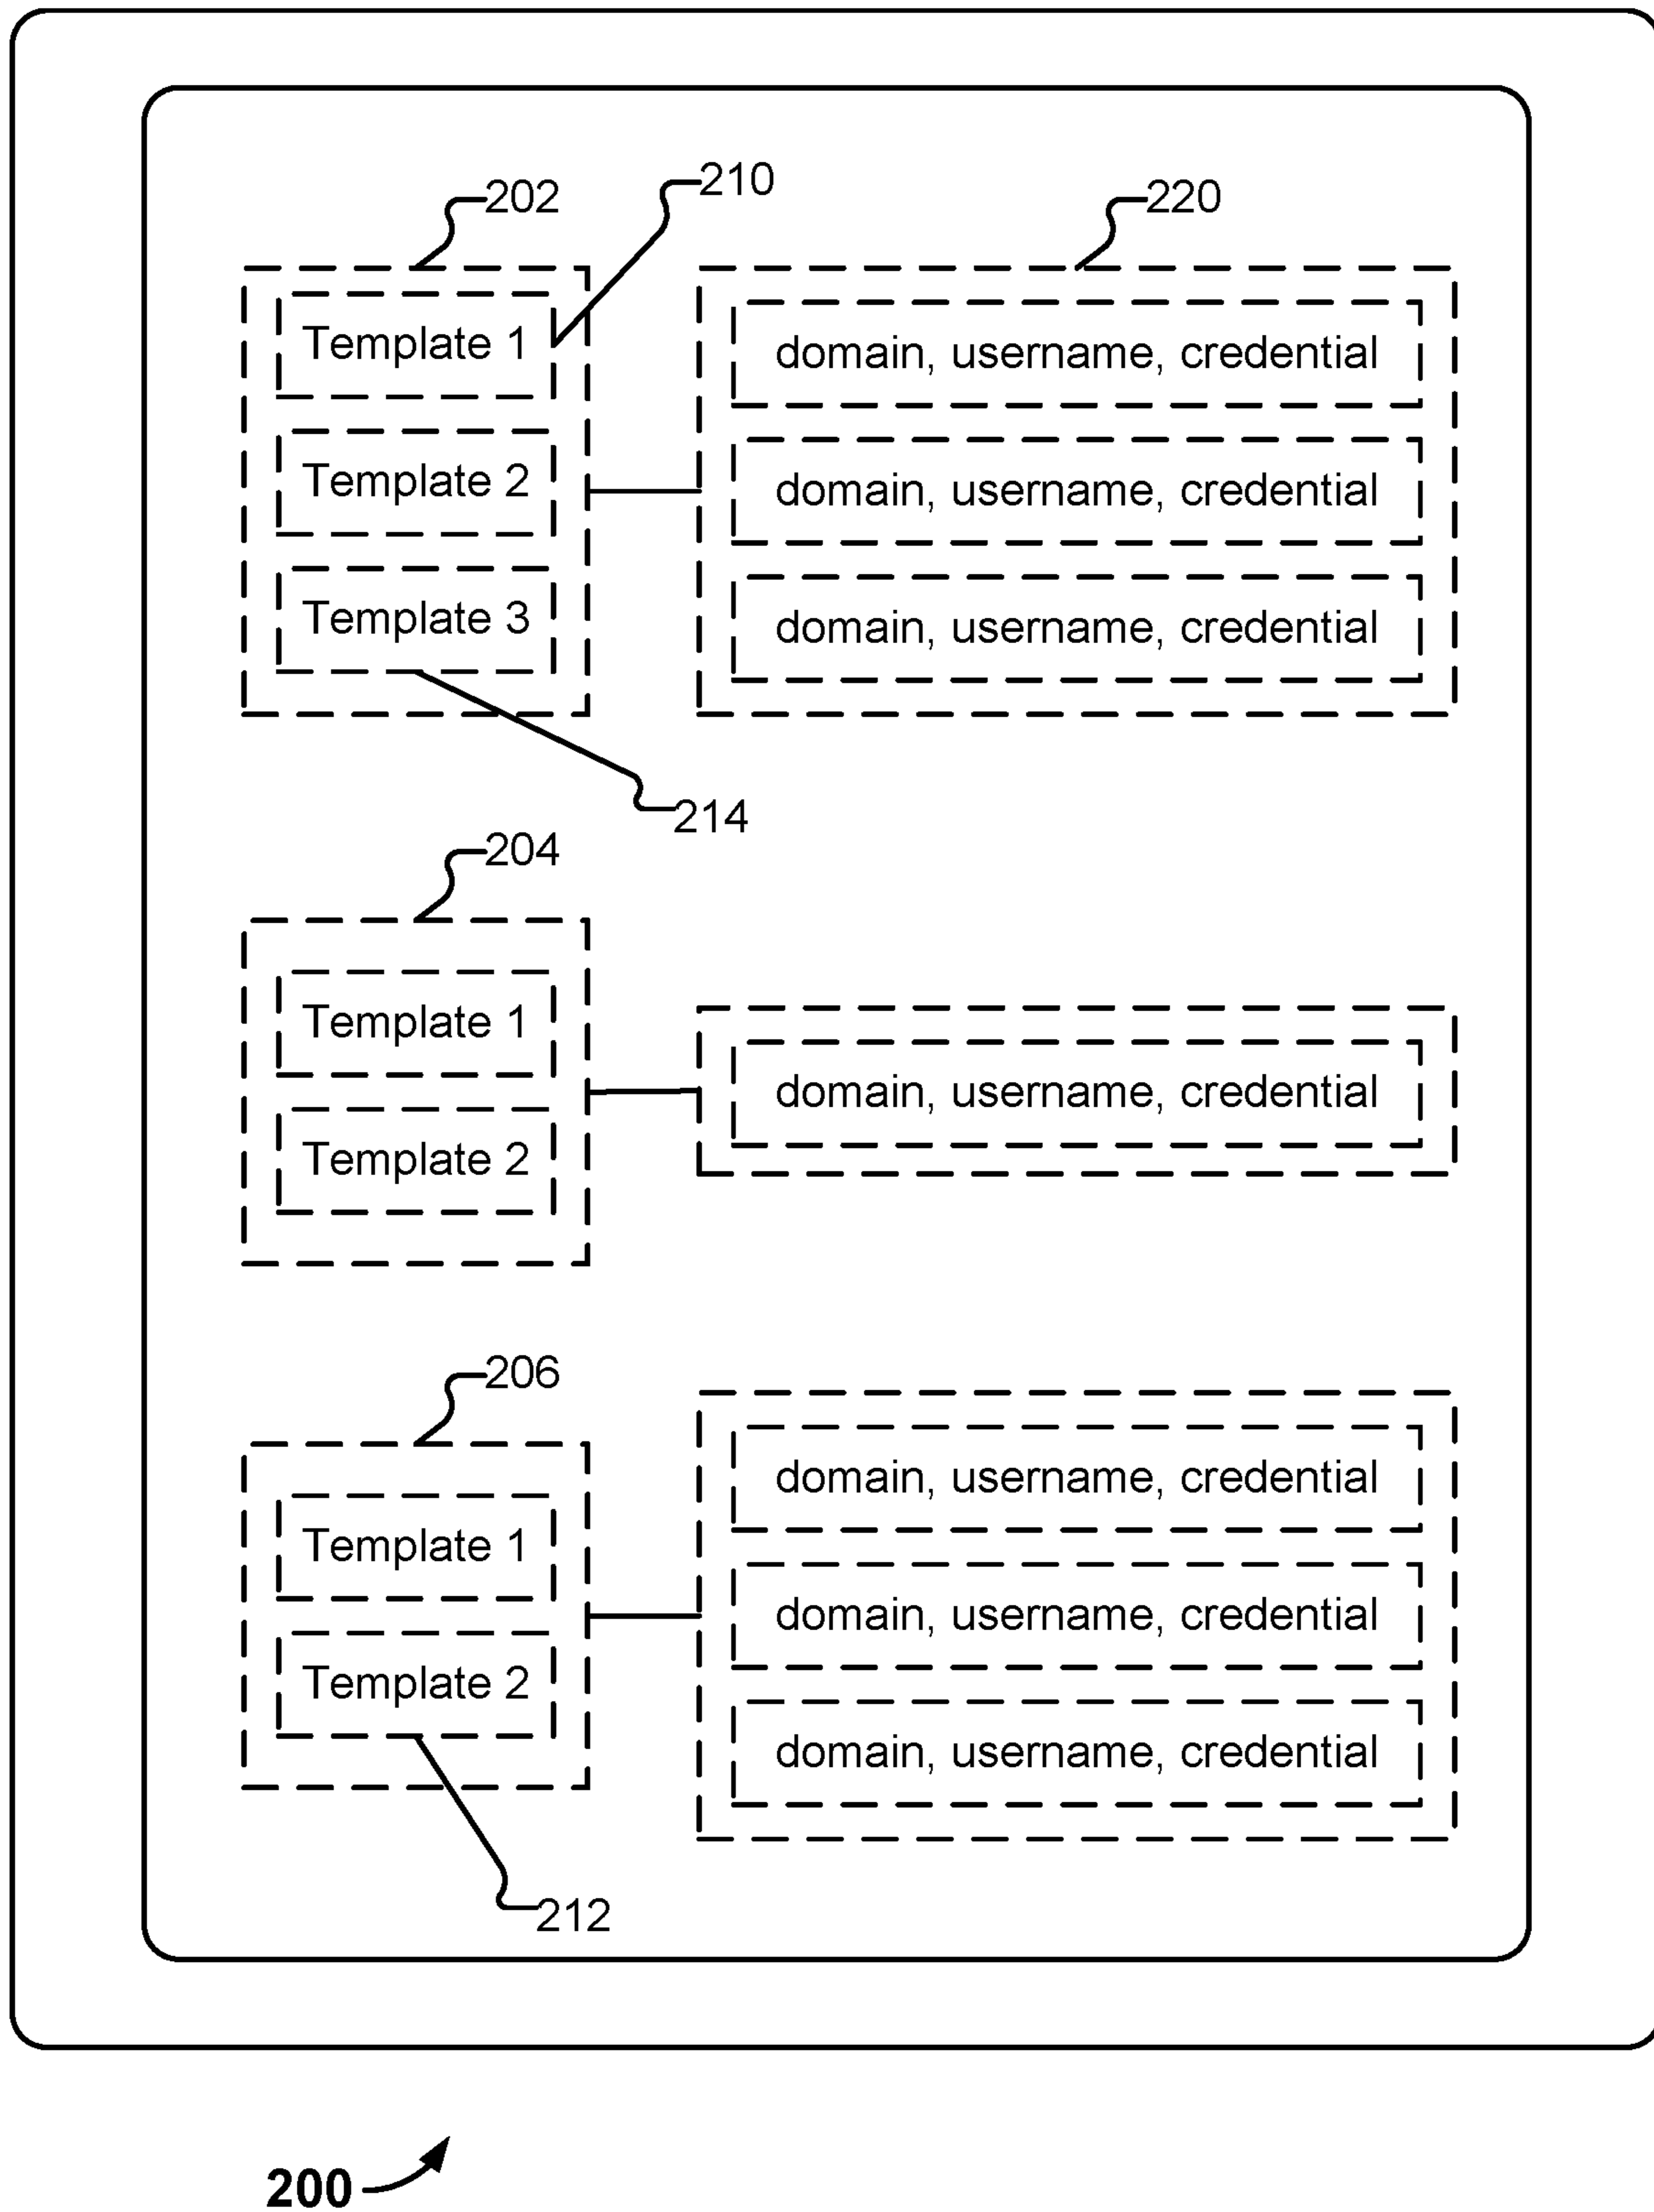 202
210
220
Template 1
domain, username, credential
Template 2
domain, username, credential
Template 3
domain, username, credential
214
204
Template 1
domain, username, credential
Template 2
206
Template 1
domain, username, credential
domain, username, credential
Template 2
domain, username, credential
212
200